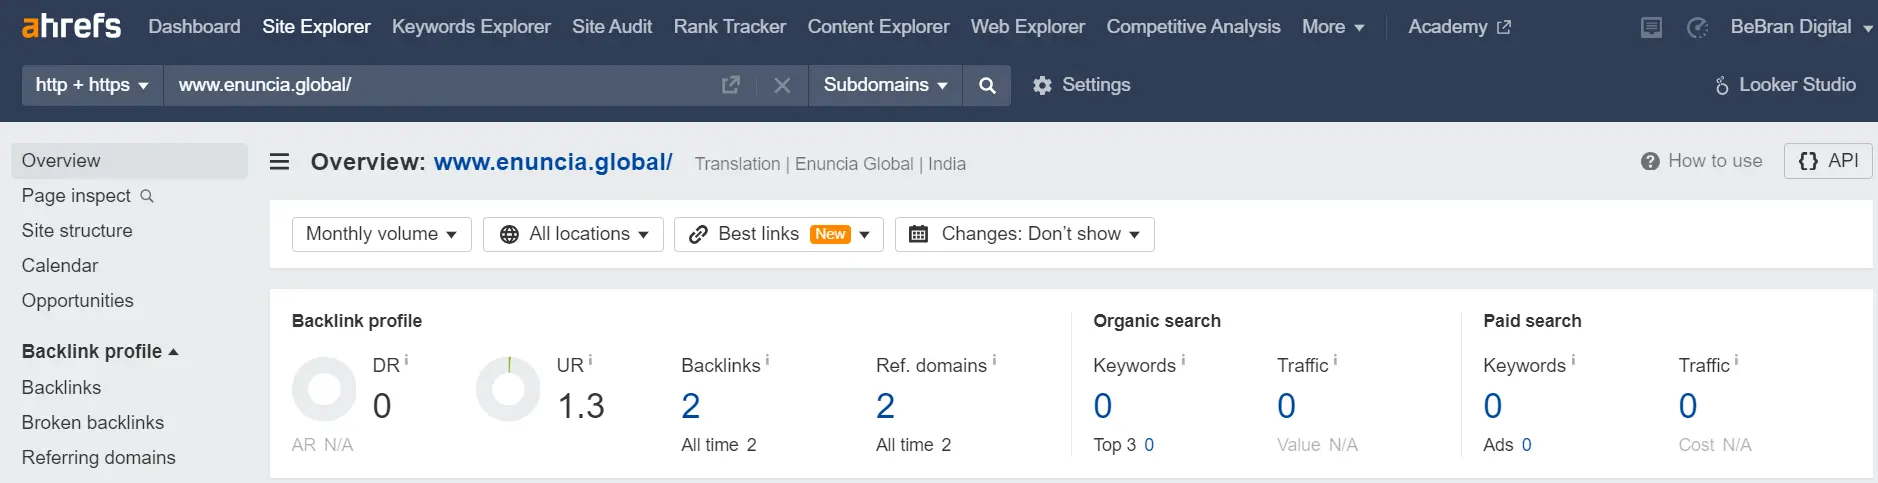 ahrefs Dashboard Site Explorer Keywords Explorer Site Audit Rank Tracker Content Explorer Web Explorer Competitive Analysis More Academy BeBran Digital
http + https www.enuncia.global/ Subdomains Settings Looker Studio
Overview
Page inspect
Site structure
Calendar
Opportunities
Backlink profile
Backlinks
Broken backlinks
Referring domains
Overview: www.enuncia.global/ Translation | Enuncia Global | India How to use {} API
Monthly volume All locations Best links New Changes: Don't show
Backlink profile
DR UR Backlinks Ref. domains
0 1.3 2 2
AR N/A All time 2 All time 2
Organic search
Keywords Traffic
0 0
Top 3 0 Value N/A
Paid search
Keywords Traffic
0 0
Ads 0 Cost N/A